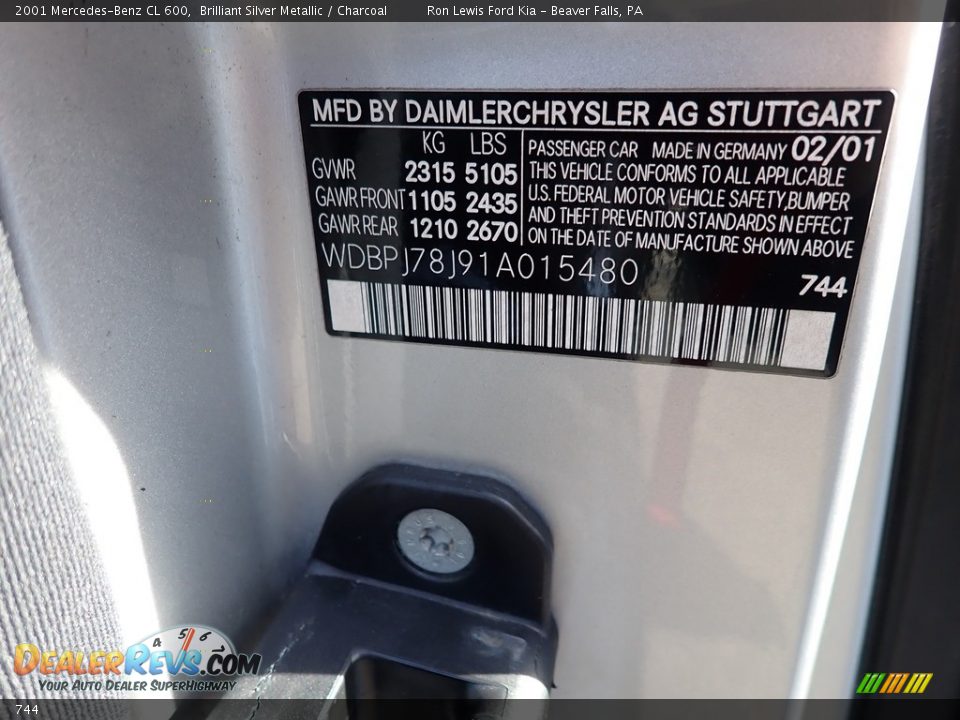 2001 Mercedes-Benz CL 600, Brilliant Silver Metallic / Charcoal Ron Lewis Ford Kia - Beaver Falls, PA
MFD BY DAIMLERCHRYSLER AG STUTTGART
KG LBS
GVWR 2315 5105
GAWR FRONT 1105 2435
GAWR REAR 1210 2670
PASSENGER CAR MADE IN GERMANY 02/01
THIS VEHICLE CONFORMS TO ALL APPLICABLE
U.S. FEDERAL MOTOR VEHICLE SAFETY, BUMPER
AND THEFT PREVENTION STANDARDS IN EFFECT
ON THE DATE OF MANUFACTURE SHOWN ABOVE
WDBPJ78J91A015480
744
4 5 6
DEALERREVS.COM
YOUR AUTO DEALER SUPERHIGHWAY
744